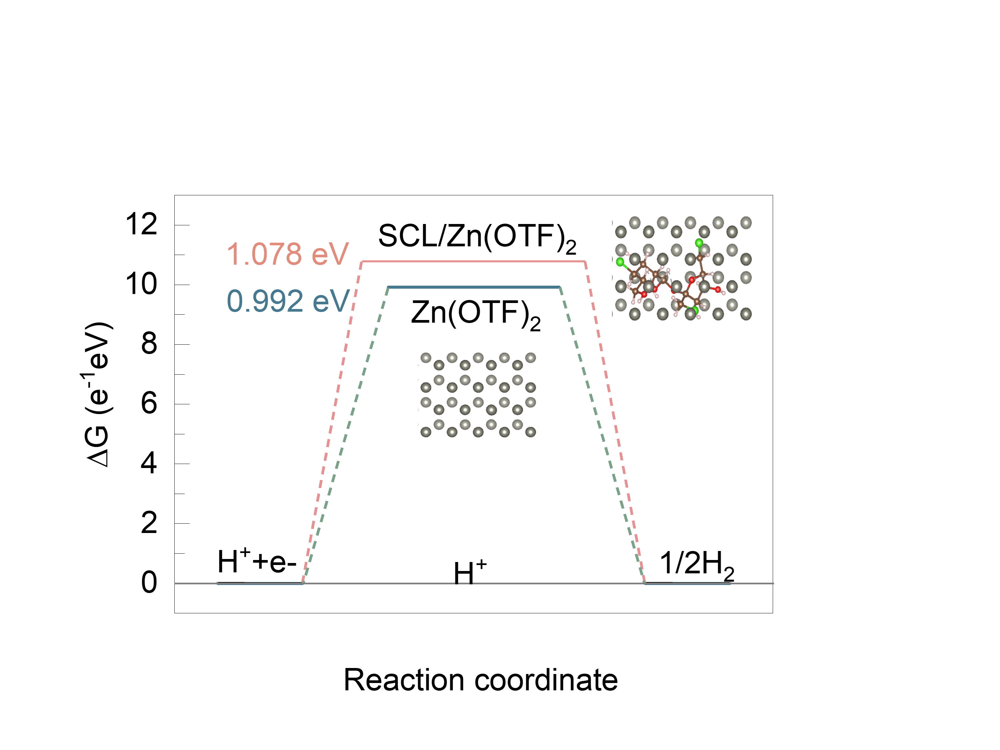 12
10
8
6
4
2
0
ΔG (e⁻¹eV)
1.078 eV
0.992 eV
SCL/Zn(OTF)₂
Zn(OTF)₂
H⁺+e-
H⁺
1/2H₂
Reaction coordinate